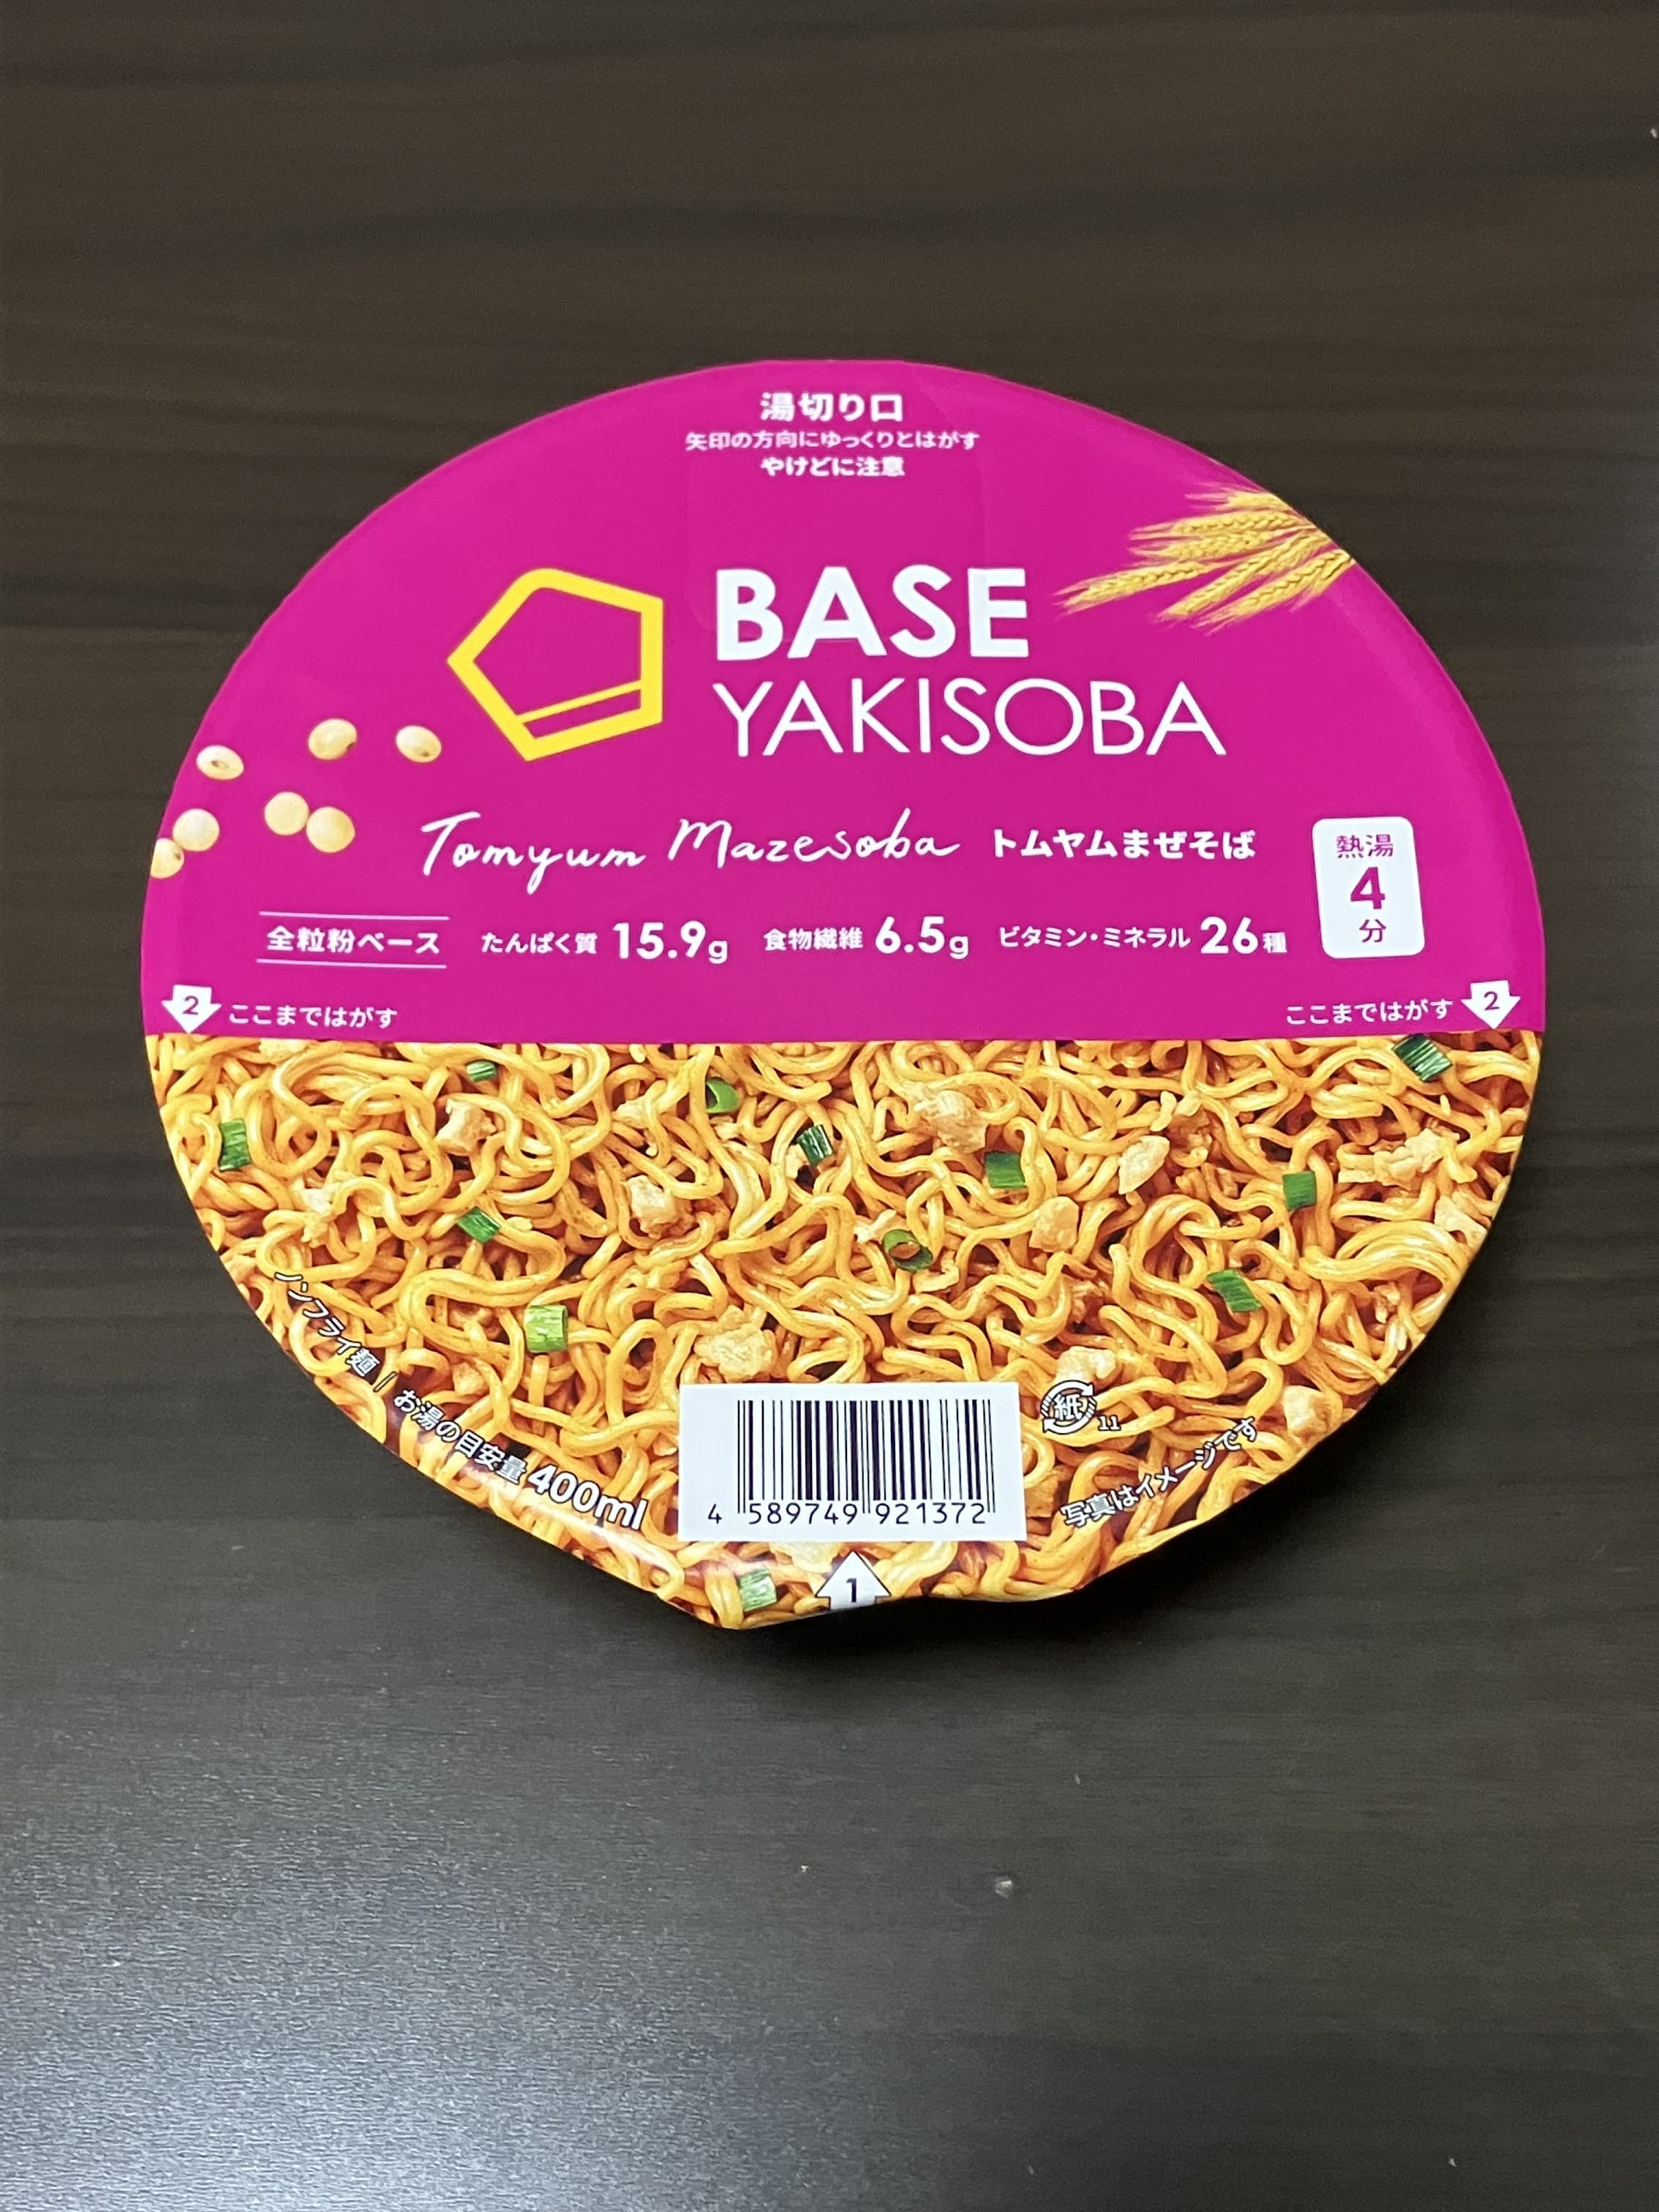 湯切り口
矢印の方向にゆっくりとはがす
やけどに注意
BASE
YAKISOBA
Tomyum Mazesoba トムヤムまぜそば
熱湯
4
分
全粒粉ベース たんぱく質 15.9g 食物繊維 6.5g ビタミン・ミネラル 26種
2 ここまではがす
ここまではがす 2
ノンフライ麺 / お湯の目安量 400ml
4 589749 921372
紙 11
写真はイメージです
1